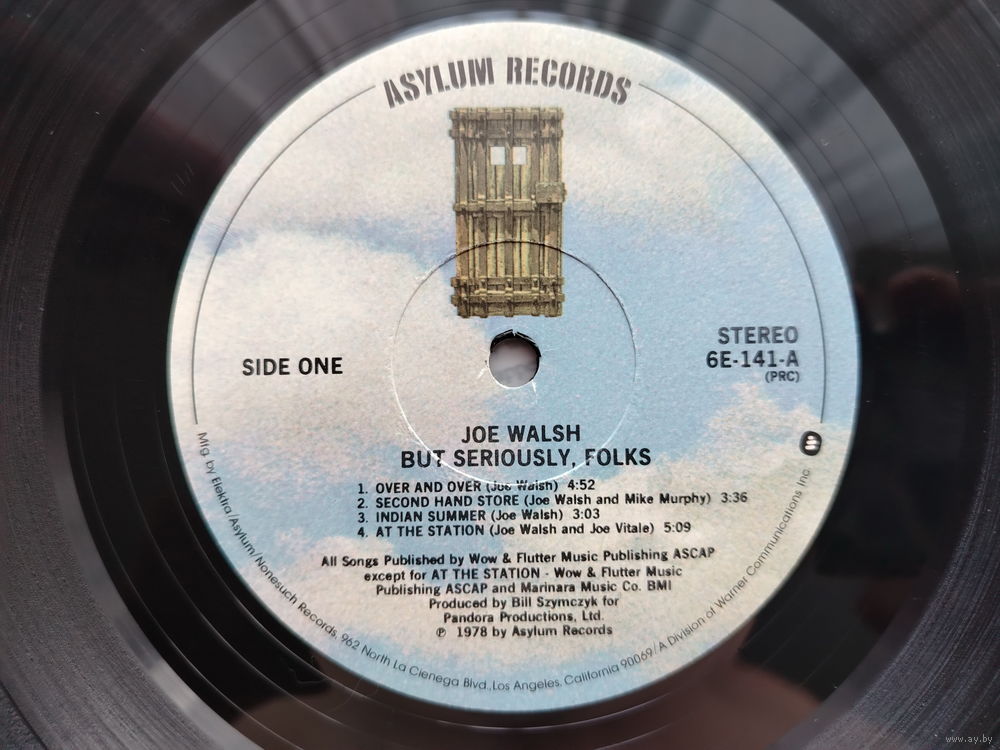 ASYLUM RECORDS
SIDE ONE
STEREO
6E-141-A
(PRC)
JOE WALSH
BUT SERIOUSLY, FOLKS
1. OVER AND OVER (Joe Walsh) 4:52
2. SECOND HAND STORE (Joe Walsh and Mike Murphy) 3:36
3. INDIAN SUMMER (Joe Walsh) 3:03
4. AT THE STATION (Joe Walsh and Joe Vitale) 5:09
All Songs Published by Wow & Flutter Music Publishing ASCAP
except for AT THE STATION - Wow & Flutter Music
Publishing ASCAP and Marinara Music Co. BMI
Produced by Bill Szymczyk for
Pandora Productions, Ltd.
℗ 1978 by Asylum Records
Mfg. by Elektra/Asylum/Nonesuch Records, 962 North La Cienega Blvd., Los Angeles, California 90069/A Division of Warner Communications Inc.
www.ay.by